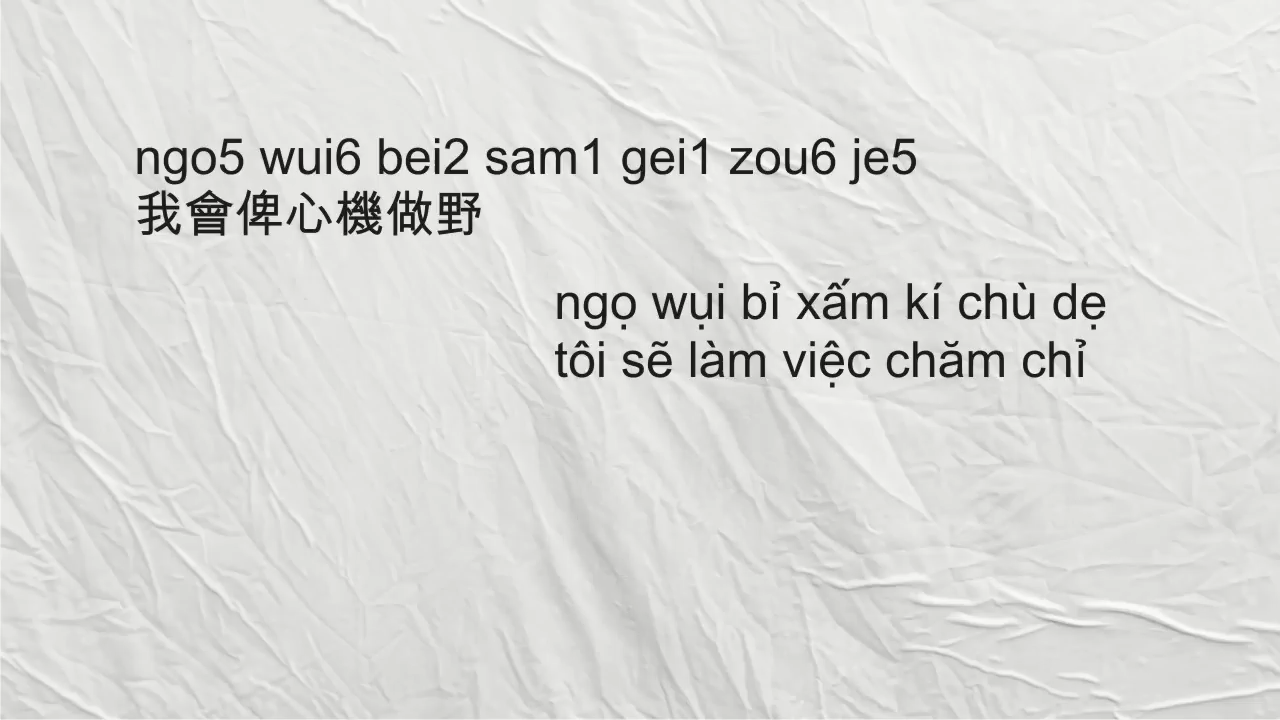 ngo5 wui6 bei2 sam1 gei1 zou6 je5
我會俾心機做野
ngọ wụi bỉ xấm kí chù dẹ
tôi sẽ làm việc chăm chỉ